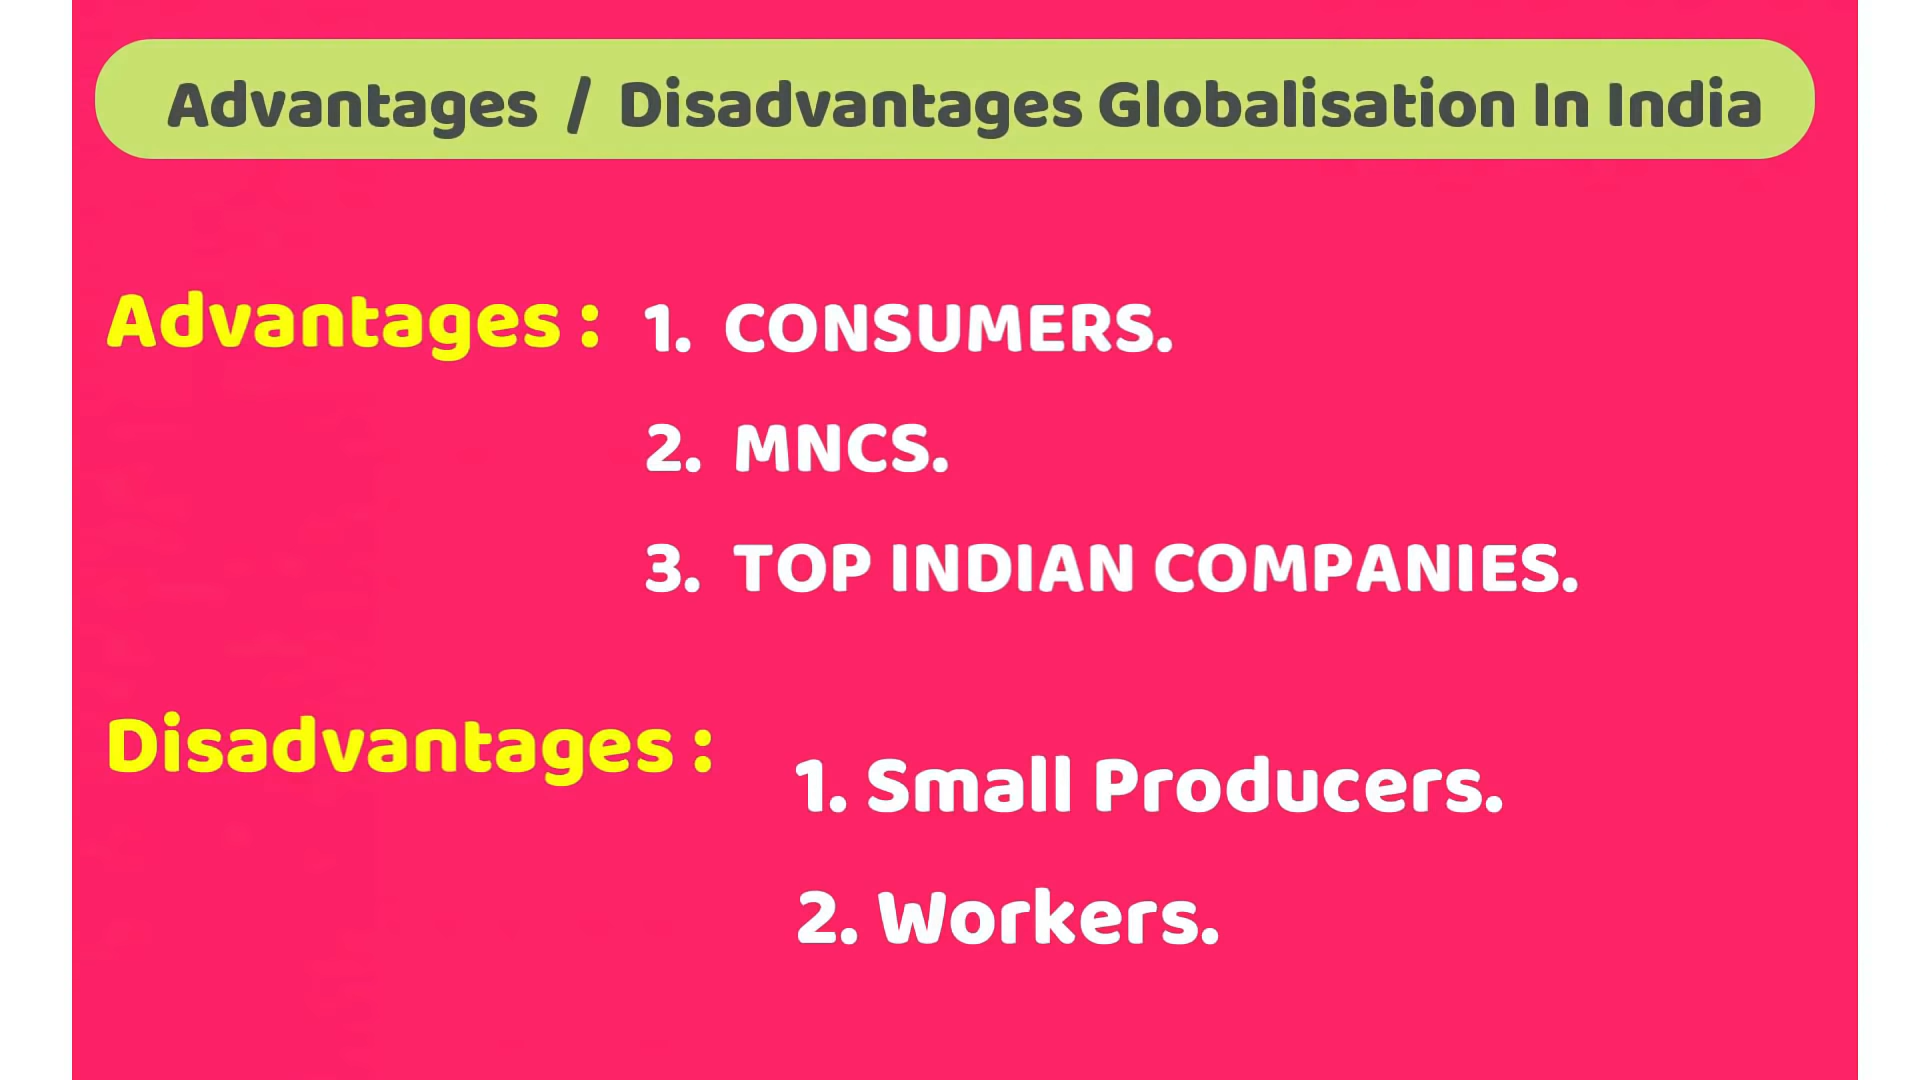 Advantages / Disadvantages Globalisation In India
Advantages : 1. CONSUMERS.
2. MNCS.
3. TOP INDIAN COMPANIES.
Disadvantages :
1. Small Producers.
2. Workers.